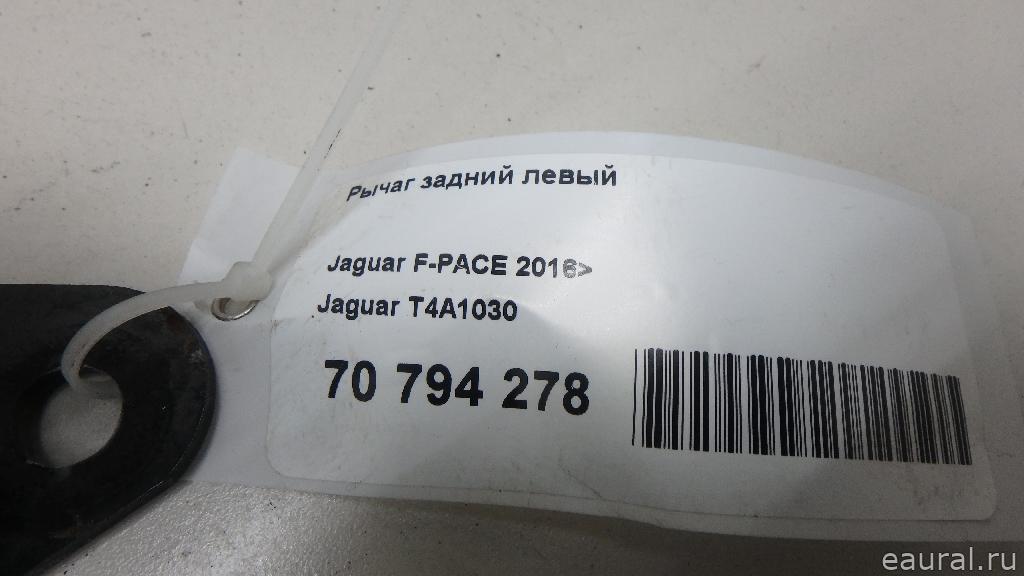 Рычаг задний левый
Jaguar F-PACE 2016>
Jaguar T4A1030
70 794 278
eaural.ru